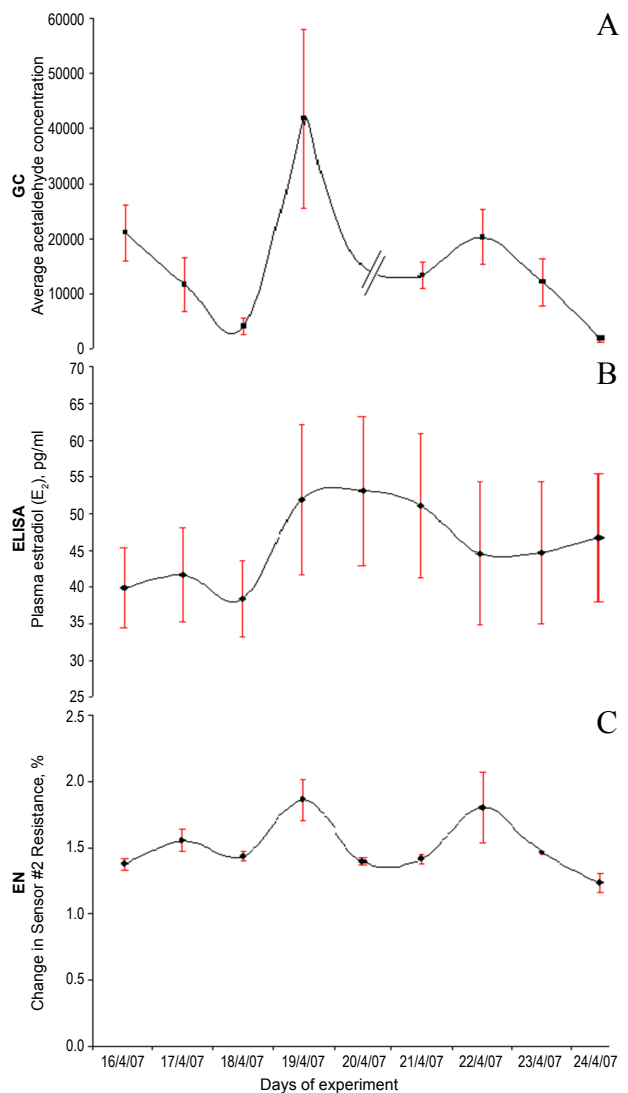 A
GC
Average acetaldehyde concentration
60000
50000
40000
30000
20000
10000
0
B
ELISA
Plasma estradiol (E₂), pg/ml
70
65
60
55
50
45
40
35
30
25
C
EN
Change in Sensor #2 Resistance, %
2.5
2.0
1.5
1.0
0.5
0.0
16/4/07 17/4/07 18/4/07 19/4/07 20/4/07 21/4/07 22/4/07 23/4/07 24/4/07
Days of experiment